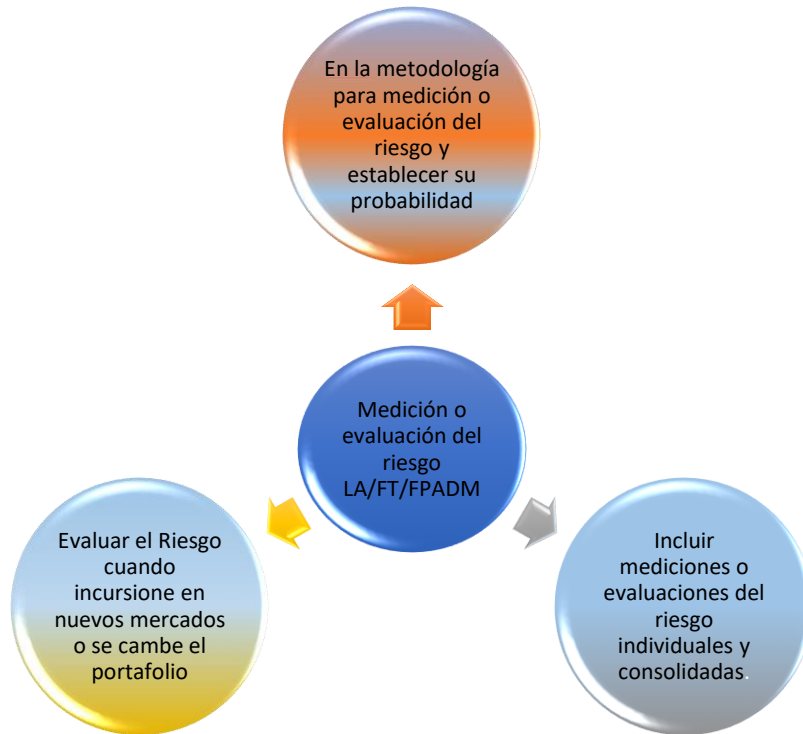 En la metodología
para medición o
evaluación del
riesgo y
establecer su
probabilidad
Medición o
evaluación del
riesgo
LA/FT/FPADM
Evaluar el Riesgo
cuando
incursione en
nuevos mercados
o se cambe el
portafolio
Incluir
mediciones o
evaluaciones del
riesgo
individuales y
consolidadas.